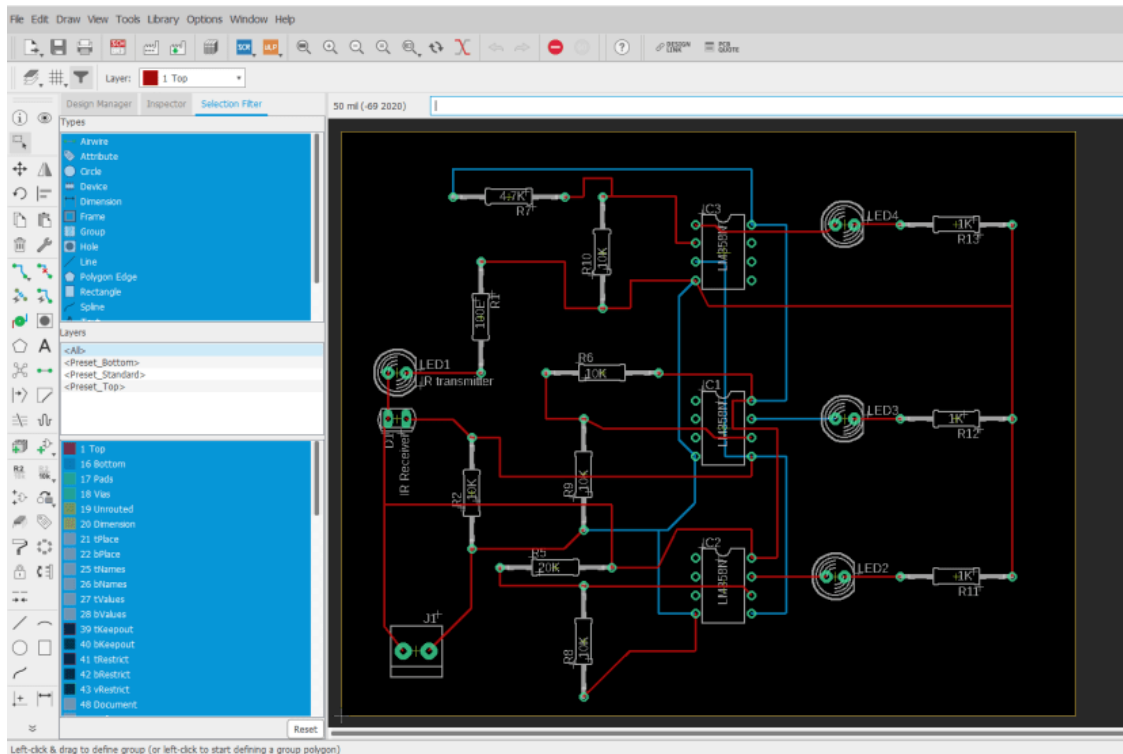 File Edit Draw View Tools Library Options Window Help
SCH SCR ULP DESIGN LINK PCB QUOTE
Layer: 1 Top
Design Manager Inspector Selection Filter
50 mil (-69 2020)
Types
Airwire
Attribute
Circle
Device
Dimension
Frame
Group
Hole
Line
Polygon Edge
Rectangle
Spline
Layers
<All>
<Preset_Bottom>
<Preset_Standard>
<Preset_Top>
1 Top
16 Bottom
17 Pads
18 Vias
19 Unrouted
20 Dimension
21 tPlace
22 bPlace
25 tNames
26 bNames
27 tValues
28 bValues
39 tKeepout
40 bKeepout
41 tRestrict
42 bRestrict
43 vRestrict
48 Document
Reset
Left-click & drag to define group (or left-click to start defining a group polygon)
4.7K
R7
R10
10K
IC3
LM358N
LED4
1K
R13
100E
R1
LED1
IR transmitter
R6
10K
D1
IR Receiver
IC1
LM358N
LED3
1K
R12
R2
10K
R9
10K
R5
20K
IC2
LM358N
LED2
1K
R11
J1
R8
10K